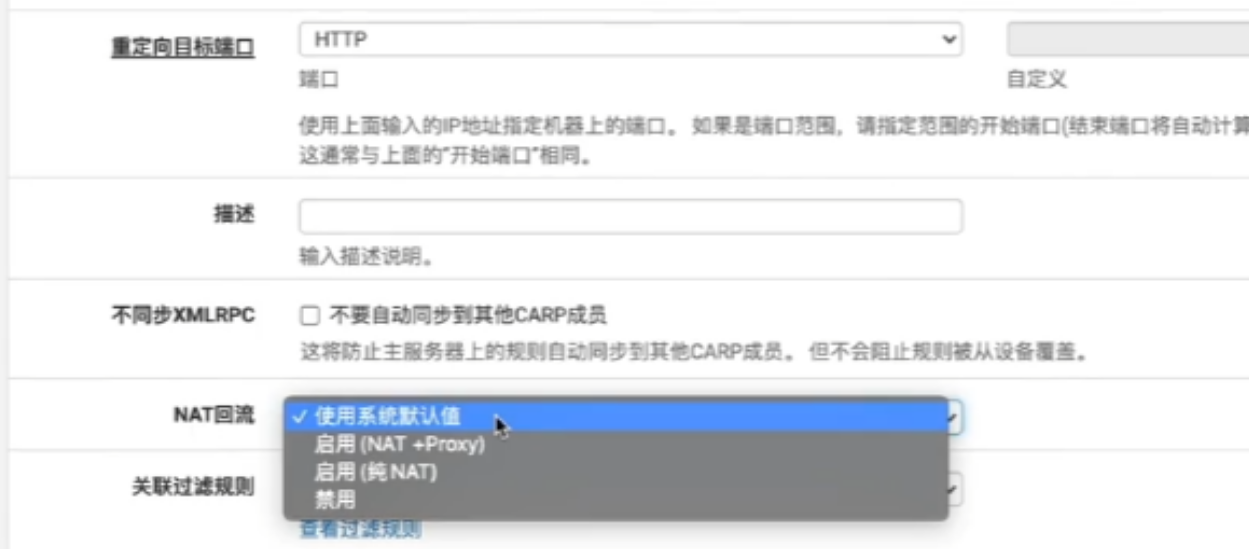 重定向目标端口
HTTP
端口
自定义
使用上面输入的IP地址指定机器上的端口。 如果是端口范围，请指定范围的开始端口(结束端口将自动计算
这通常与上面的"开始端口"相同。
描述
输入描述说明。
不同步XMLRPC
不要自动同步到其他CARP成员
这将防止主服务器上的规则自动同步到其他CARP成员。 但不会阻止规则被从设备覆盖。
NAT回流
使用系统默认值
启用 (NAT +Proxy)
启用 (纯 NAT)
禁用
关联过滤规则
查看过滤规则